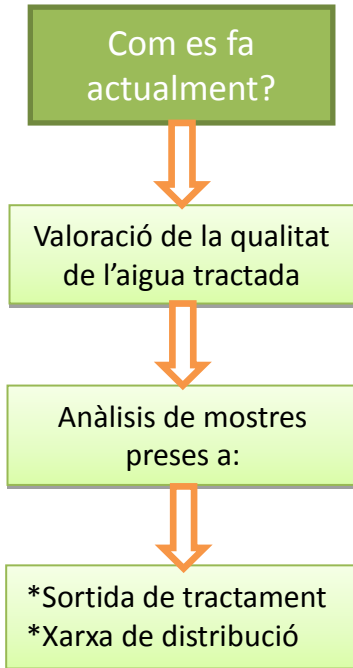 Com es fa
actualment?
Valoració de la qualitat
de l'aigua tractada
Anàlisis de mostres
preses a:
*Sortida de tractament
*Xarxa de distribució